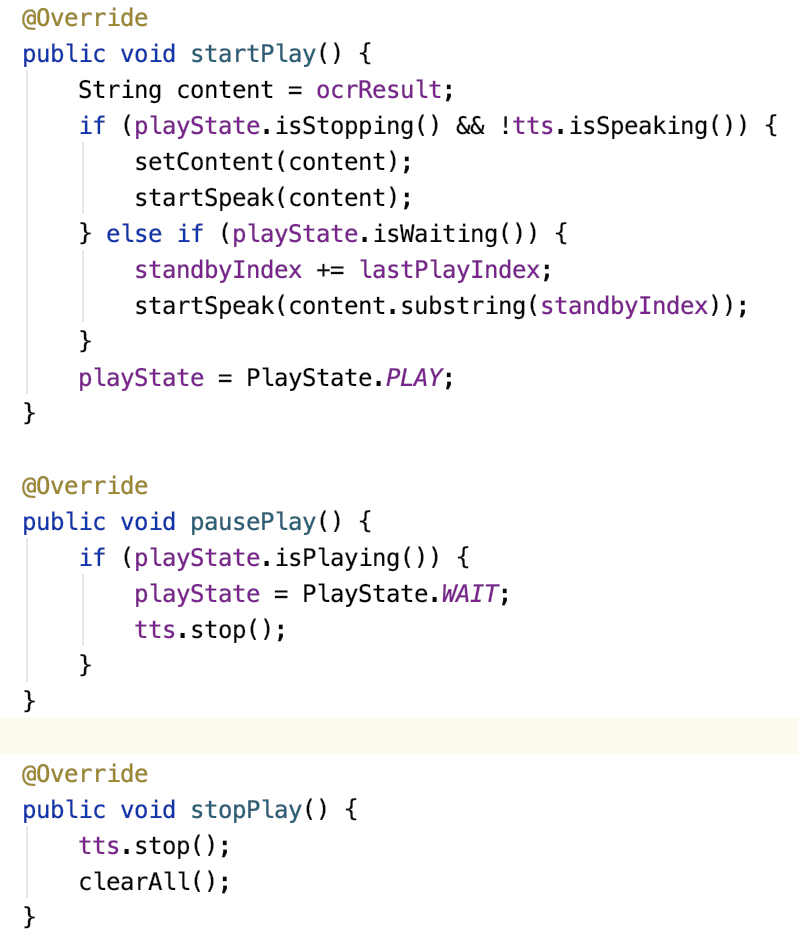 @Override
public void startPlay() {
    String content = ocrResult;
    if (playState.isStopping() && !tts.isSpeaking()) {
        setContent(content);
        startSpeak(content);
    } else if (playState.isWaiting()) {
        standbyIndex += lastPlayIndex;
        startSpeak(content.substring(standbyIndex));
    }
    playState = PlayState.PLAY;
}

@Override
public void pausePlay() {
    if (playState.isPlaying()) {
        playState = PlayState.WAIT;
        tts.stop();
    }
}

@Override
public void stopPlay() {
    tts.stop();
    clearAll();
}